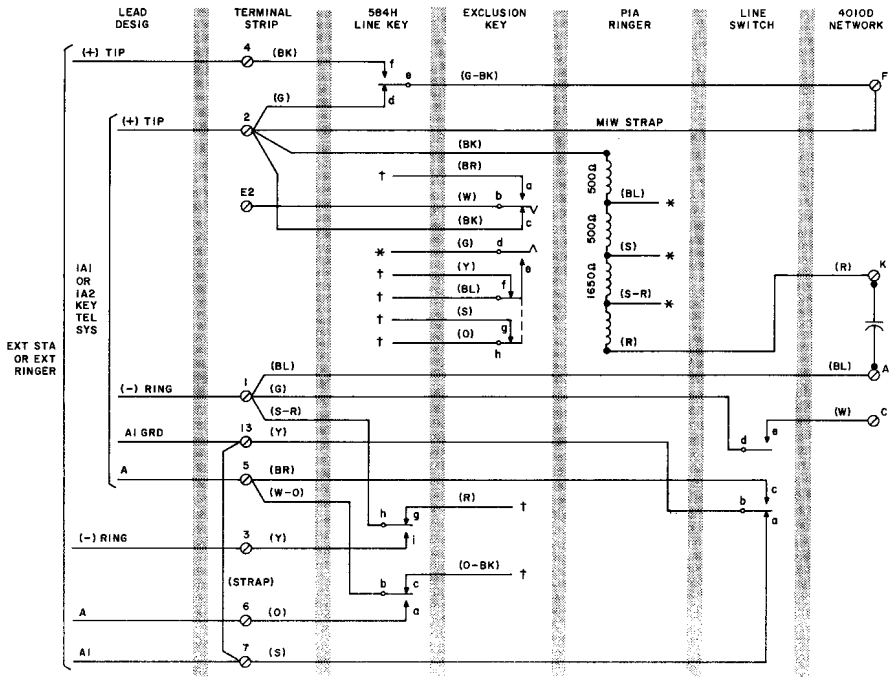 LEAD DESIG
TERMINAL STRIP
584H LINE KEY
EXCLUSION KEY
P1A RINGER
LINE SWITCH
4010D NETWORK
(+) TIP
4
(BK)
f
e
(G-BK)
F
(G)
d
(+) TIP
2
MIW STRAP
(BK)
(BR)
†
a
500Ω
E2
(W)
b
(BL)
*
(BK)
c
500Ω
*
(G)
d
(S)
*
†
(Y)
e
f
1650Ω
(R)
K
1A1 OR 1A2 KEY TEL SYS
†
(BL)
(S-R)
*
†
(S)
g
†
(O)
h
(R)
EXT STA OR EXT RINGER
(BL)
(BL)
A
(-) RING
1
(G)
(S-R)
(W)
C
e
A1 GRD
13
(Y)
d
A
5
(BR)
c
(W-O)
b
h
g
(R)
†
a
(-) RING
3
(Y)
i
(STRAP)
b
c
(O-BK)
†
A
6
(O)
a
A1
7
(S)